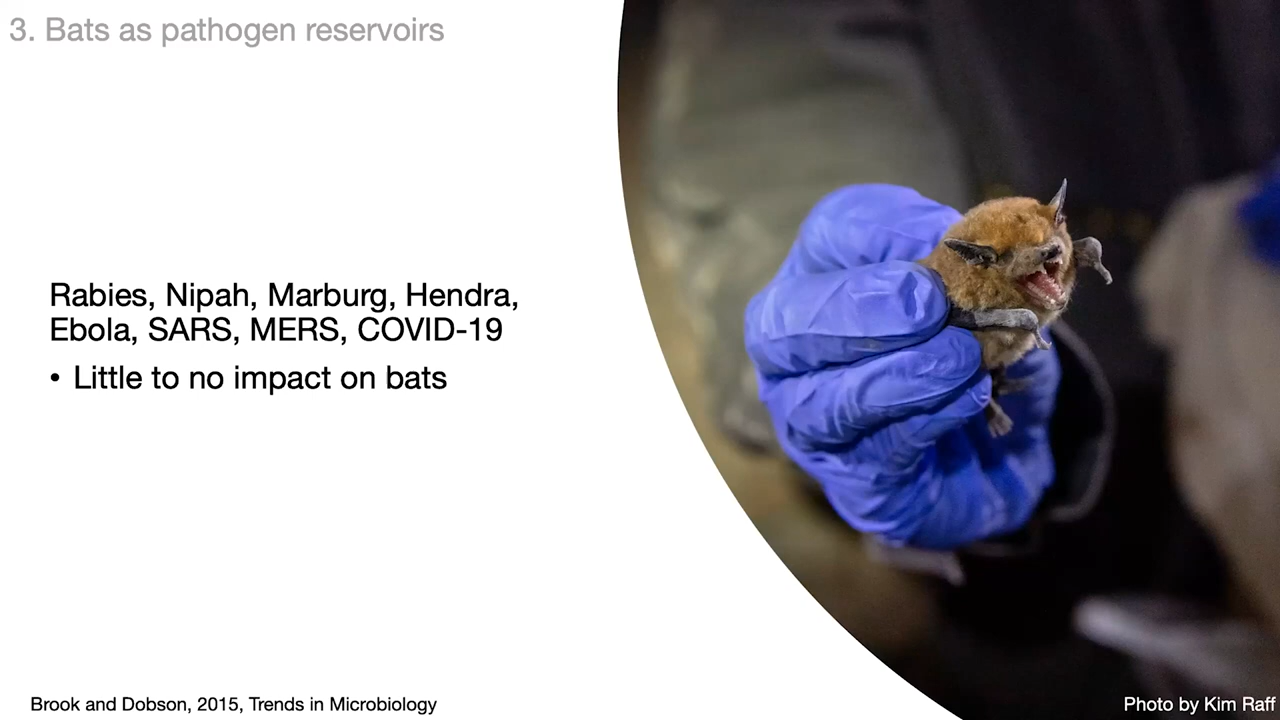 3. Bats as pathogen reservoirs
Rabies, Nipah, Marburg, Hendra,
Ebola, SARS, MERS, COVID-19
• Little to no impact on bats
Brook and Dobson, 2015, Trends in Microbiology
Photo by Kim Raff